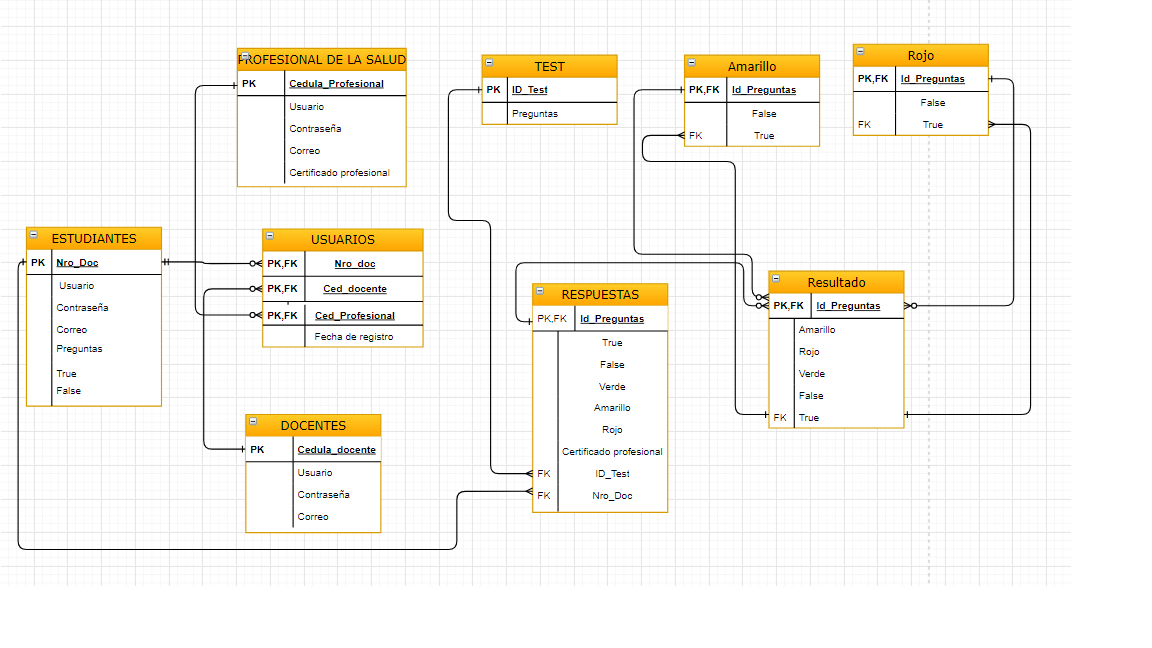 PROFESIONAL DE LA SALUD
PK Cedula_Profesional
Usuario
Contraseña
Correo
Certificado profesional
TEST
PK ID_Test
Preguntas
Amarillo
PK,FK Id_Preguntas
False
FK True
Rojo
PK,FK Id_Preguntas
False
FK True
ESTUDIANTES
PK Nro_Doc
Usuario
Contraseña
Correo
Preguntas
True
False
USUARIOS
PK,FK Nro_doc
PK,FK Ced_docente
PK,FK Ced_Profesional
Fecha de registro
DOCENTES
PK Cedula_docente
Usuario
Contraseña
Correo
RESPUESTAS
PK,FK Id_Preguntas
True
False
Verde
Amarillo
Rojo
Certificado profesional
FK ID_Test
FK Nro_Doc
Resultado
PK,FK Id_Preguntas
Amarillo
Rojo
Verde
False
FK True